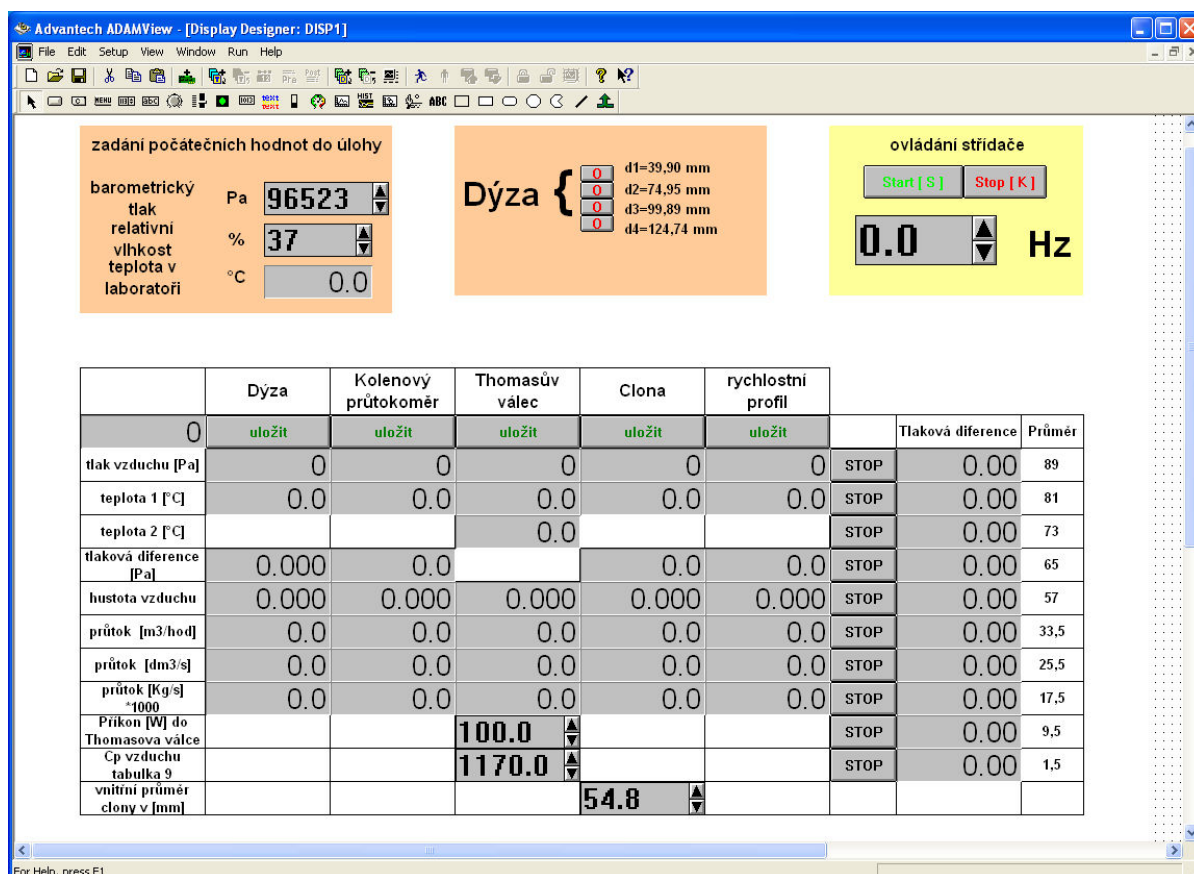 Advantech ADAMView - [Display Designer: DISP1]
File Edit Setup View Window Run Help
zadání počátečních hodnot do úlohy
barometrický tlak Pa 96523
relativní vlhkost % 37
teplota v laboratoři °C 0.0
Dýza {
0 d1=39,90 mm
0 d2=74,95 mm
0 d3=99,89 mm
0 d4=124,74 mm
ovládání střídače
Start [ S ] Stop [ K ]
0.0 Hz
Dýza Kolenový průtokoměr Thomasův válec Clona rychlostní profil
0 uložit uložit uložit uložit uložit Tlaková diference Průměr
tlak vzduchu [Pa] 0 0 0 0 0 STOP 0.00 89
teplota 1 [°C] 0.0 0.0 0.0 0.0 0.0 STOP 0.00 81
teplota 2 [°C] 0.0 STOP 0.00 73
tlaková diference [Pa] 0.000 0.0 0.0 0.0 STOP 0.00 65
hustota vzduchu 0.000 0.000 0.000 0.000 0.000 STOP 0.00 57
průtok [m3/hod] 0.0 0.0 0.0 0.0 0.0 STOP 0.00 33,5
průtok [dm3/s] 0.0 0.0 0.0 0.0 0.0 STOP 0.00 25,5
průtok [Kg/s] *1000 0.0 0.0 0.0 0.0 0.0 STOP 0.00 17,5
Příkon [W] do Thomasova válce 100.0 STOP 0.00 9,5
Cp vzduchu tabulka 9 1170.0 STOP 0.00 1,5
vnitřní průměr clony v [mm] 54.8
For Help, press F1